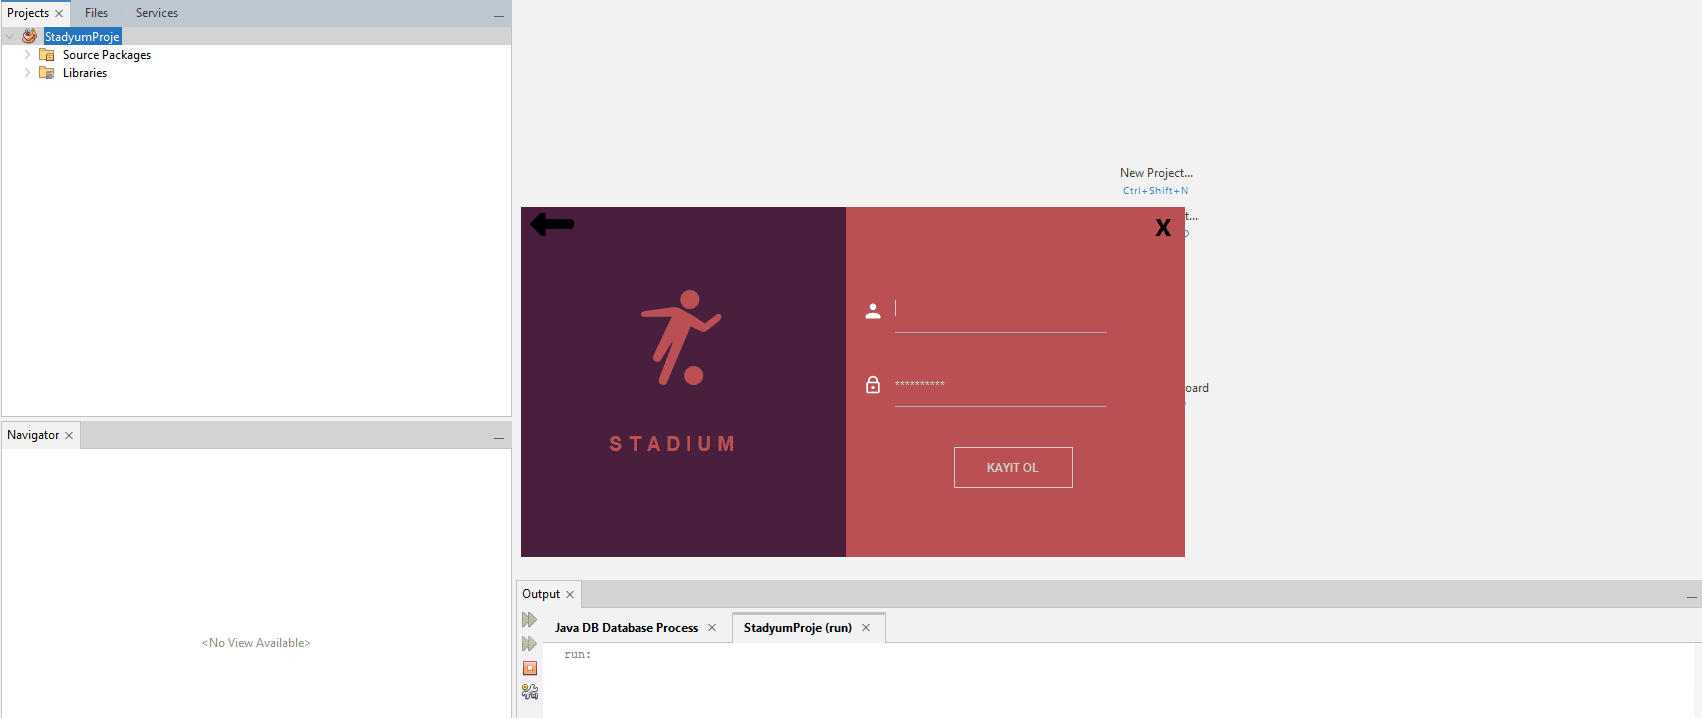 Projects
Files
Services
StadyumProje
Source Packages
Libraries
New Project...
Ctrl+Shift+N
t...
X
**********
oard
STADIUM
KAYIT OL
Navigator
<No View Available>
Output
Java DB Database Process
StadyumProje (run)
run: